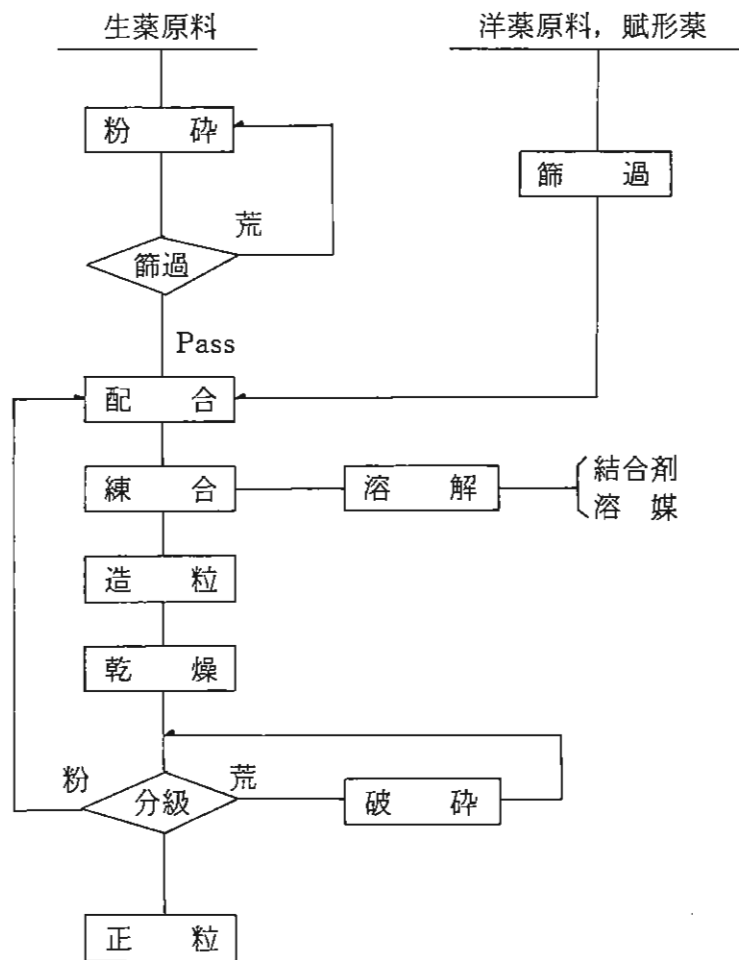 生薬原料
洋薬原料,賦形薬
粉 砕
篩 過
荒
篩過
Pass
配 合
練 合
溶 解
結合剤
溶 媒
造 粒
乾 燥
粉
荒
分級
破 砕
正 粒